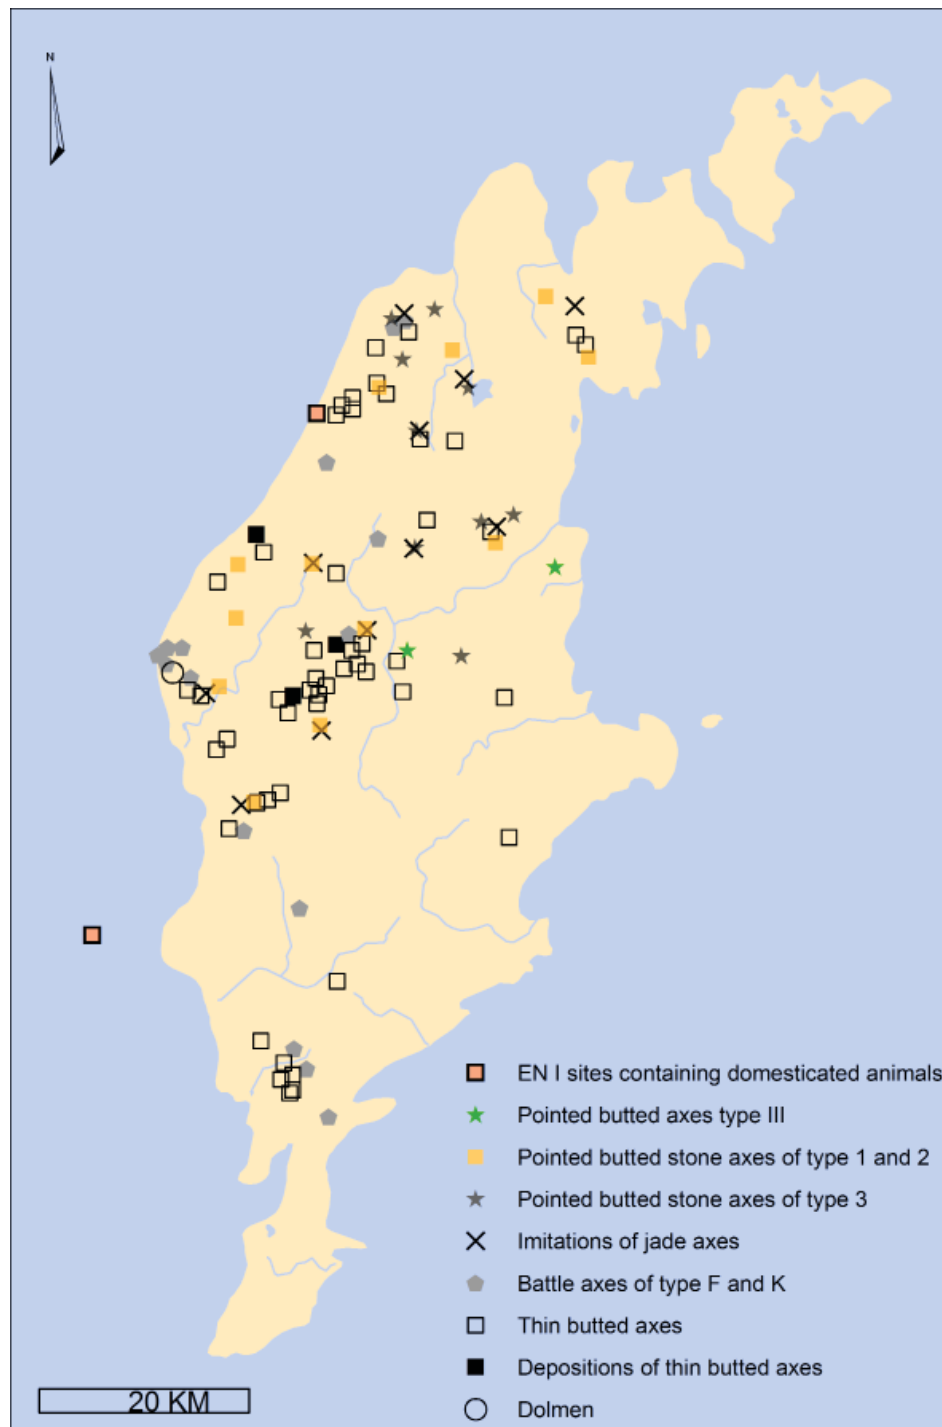 N
EN I sites containing domesticated animals
Pointed butted axes type III
Pointed butted stone axes of type 1 and 2
Pointed butted stone axes of type 3
Imitations of jade axes
Battle axes of type F and K
Thin butted axes
Depositions of thin butted axes
Dolmen
20 KM